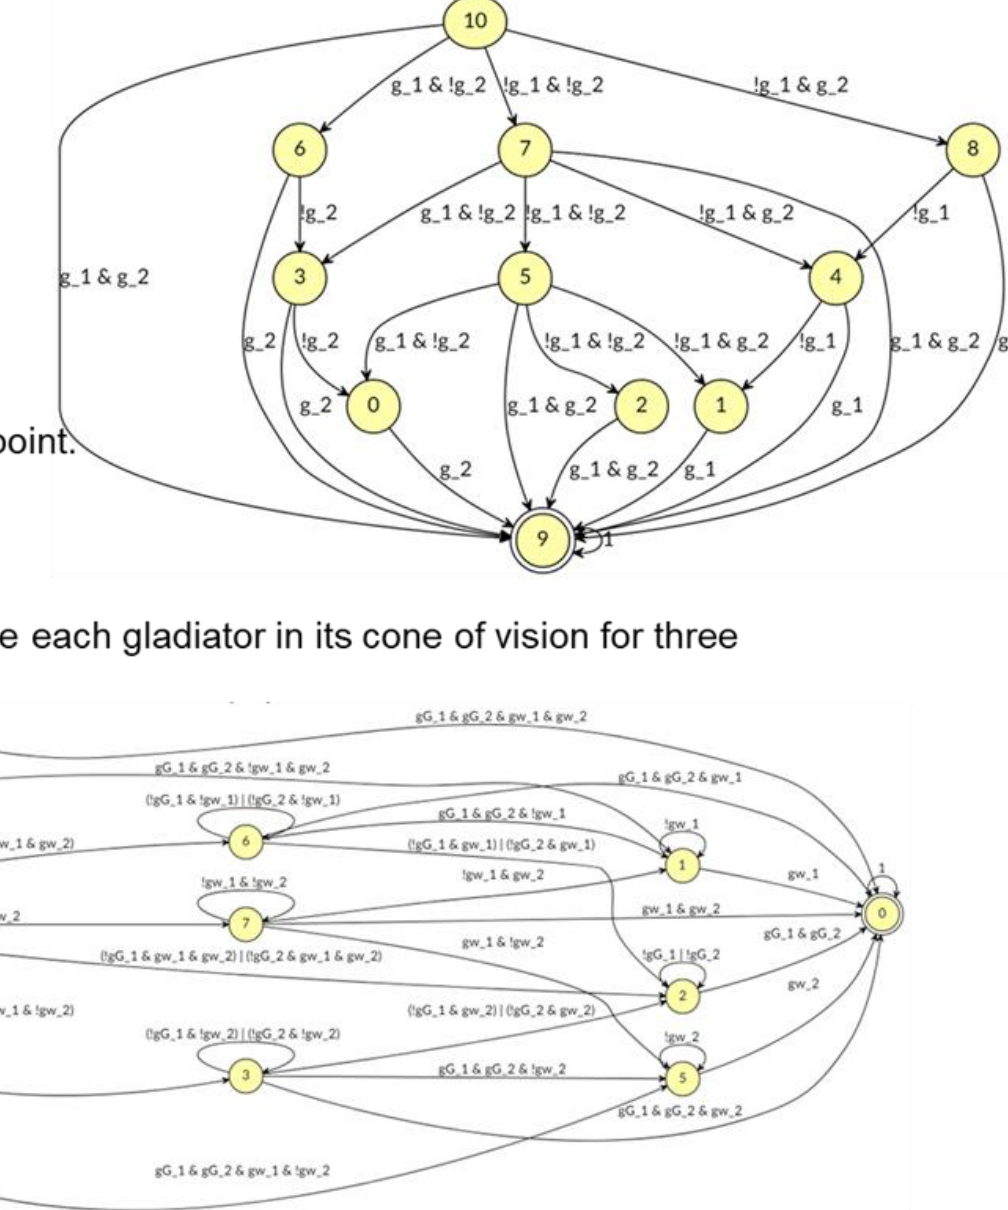 10
g_1 & !g_2
!g_1 & !g_2
!g_1 & g_2
6
7
8
!g_2
g_1 & !g_2
!g_1 & !g_2
!g_1 & g_2
!g_1
g_1 & g_2
3
5
4
g_2
!g_2
g_1 & !g_2
!g_1 & !g_2
!g_1 & g_2
!g_1
g_1 & g_2
g
g_2
0
g_1 & g_2
2
1
g_1
point.
g_2
g_1 & g_2
g_1
9
1
e each gladiator in its cone of vision for three
gG_1 & gG_2 & gw_1 & gw_2
gG_1 & gG_2 & !gw_1 & gw_2
gG_1 & gG_2 & gw_1
(!gG_1 & !gw_1) | (!gG_2 & !gw_1)
gG_1 & gG_2 & !gw_1
!gw_1
w_1 & gw_2)
6
(!gG_1 & gw_1) | (!gG_2 & gw_1)
1
!gw_1 & gw_2
gw_1
1
!gw_1 & !gw_2
w_2
7
gw_1 & gw_2
0
gw_1 & !gw_2
gG_1 & gG_2
(!gG_1 & gw_1 & gw_2) | (!gG_2 & gw_1 & gw_2)
!gG_1 | !gG_2
2
gw_2
w_1 & !gw_2)
(!gG_1 & gw_2) | (!gG_2 & gw_2)
(!gG_1 & !gw_2) | (!gG_2 & !gw_2)
!gw_2
3
gG_1 & gG_2 & !gw_2
5
gG_1 & gG_2 & gw_2
gG_1 & gG_2 & gw_1 & !gw_2